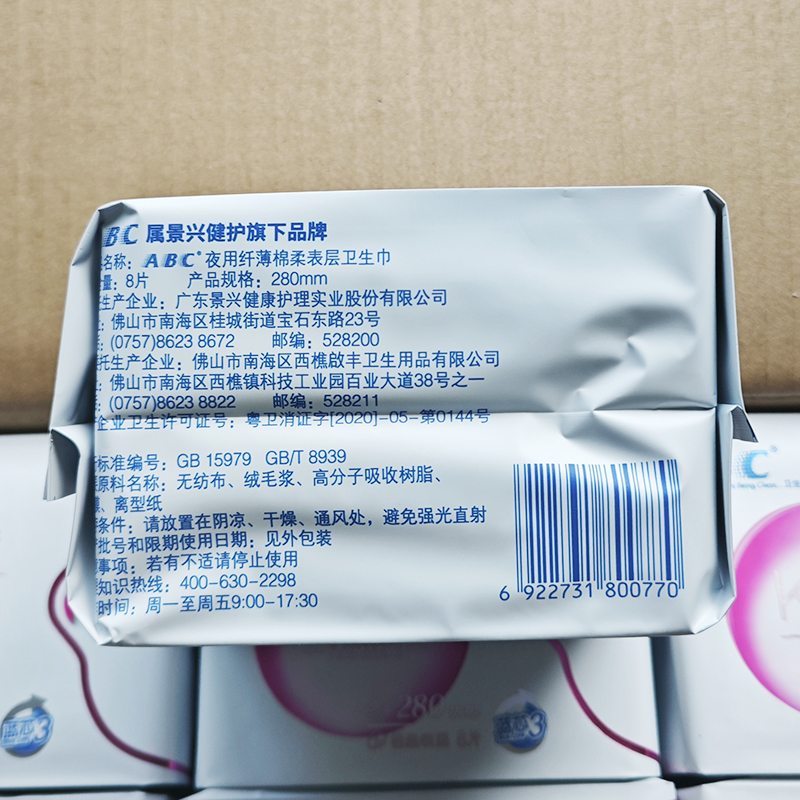 BC 属景兴健护旗下品牌
名称：ABC®夜用纤薄棉柔表层卫生巾
量：8片 产品规格：280mm
生产企业：广东景兴健康护理实业股份有限公司
：佛山市南海区桂城街道宝石东路23号
：(0757)8623 8672 邮编：528200
托生产企业：佛山市南海区西樵啟丰卫生用品有限公司
：佛山市南海区西樵镇科技工业园百业大道38号之一
：(0757)8623 8822 邮编：528211
企业卫生许可证号：粤卫消证字[2020]-05-第0144号
标准编号：GB 15979 GB/T 8939
原料名称：无纺布、绒毛浆、高分子吸收树脂、
、离型纸
条件：请放置在阴凉、干燥、通风处，避免强光直射
批号和限期使用日期：见外包装
事项：若有不适请停止使用
知识热线：400-630-2298
时间：周一至周五9:00-17:30
6 922731 800770
C®
280
蓝芯3